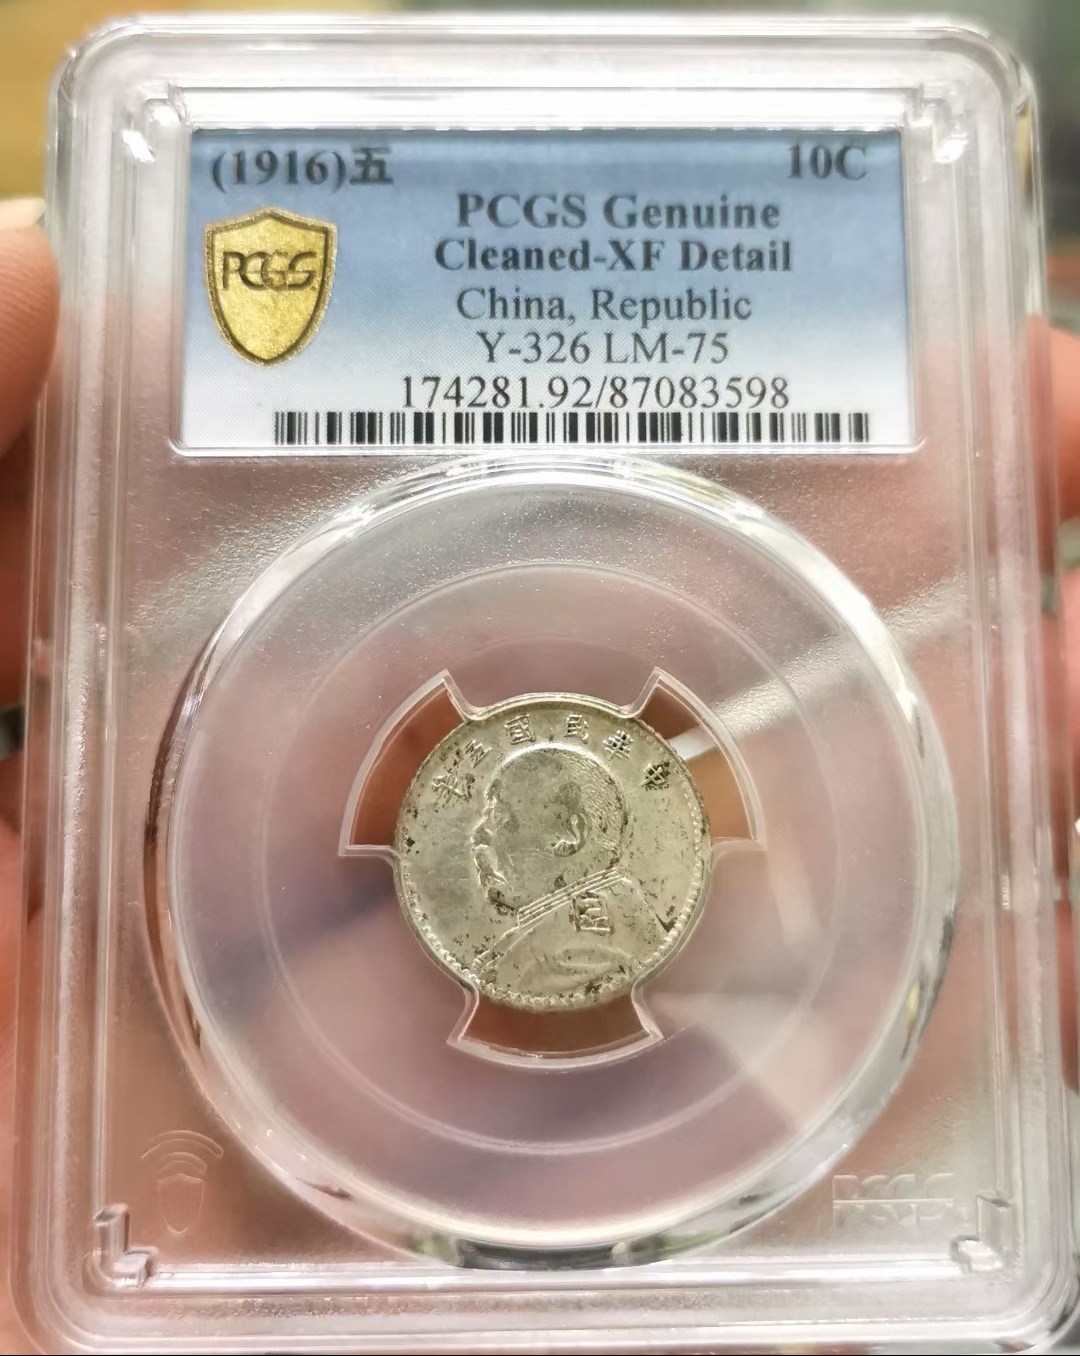 (1916)五 10C
PCGS Genuine
Cleaned-XF Detail
PCGS
China, Republic
Y-326 LM-75
174281.92/87083598
年五國民華中